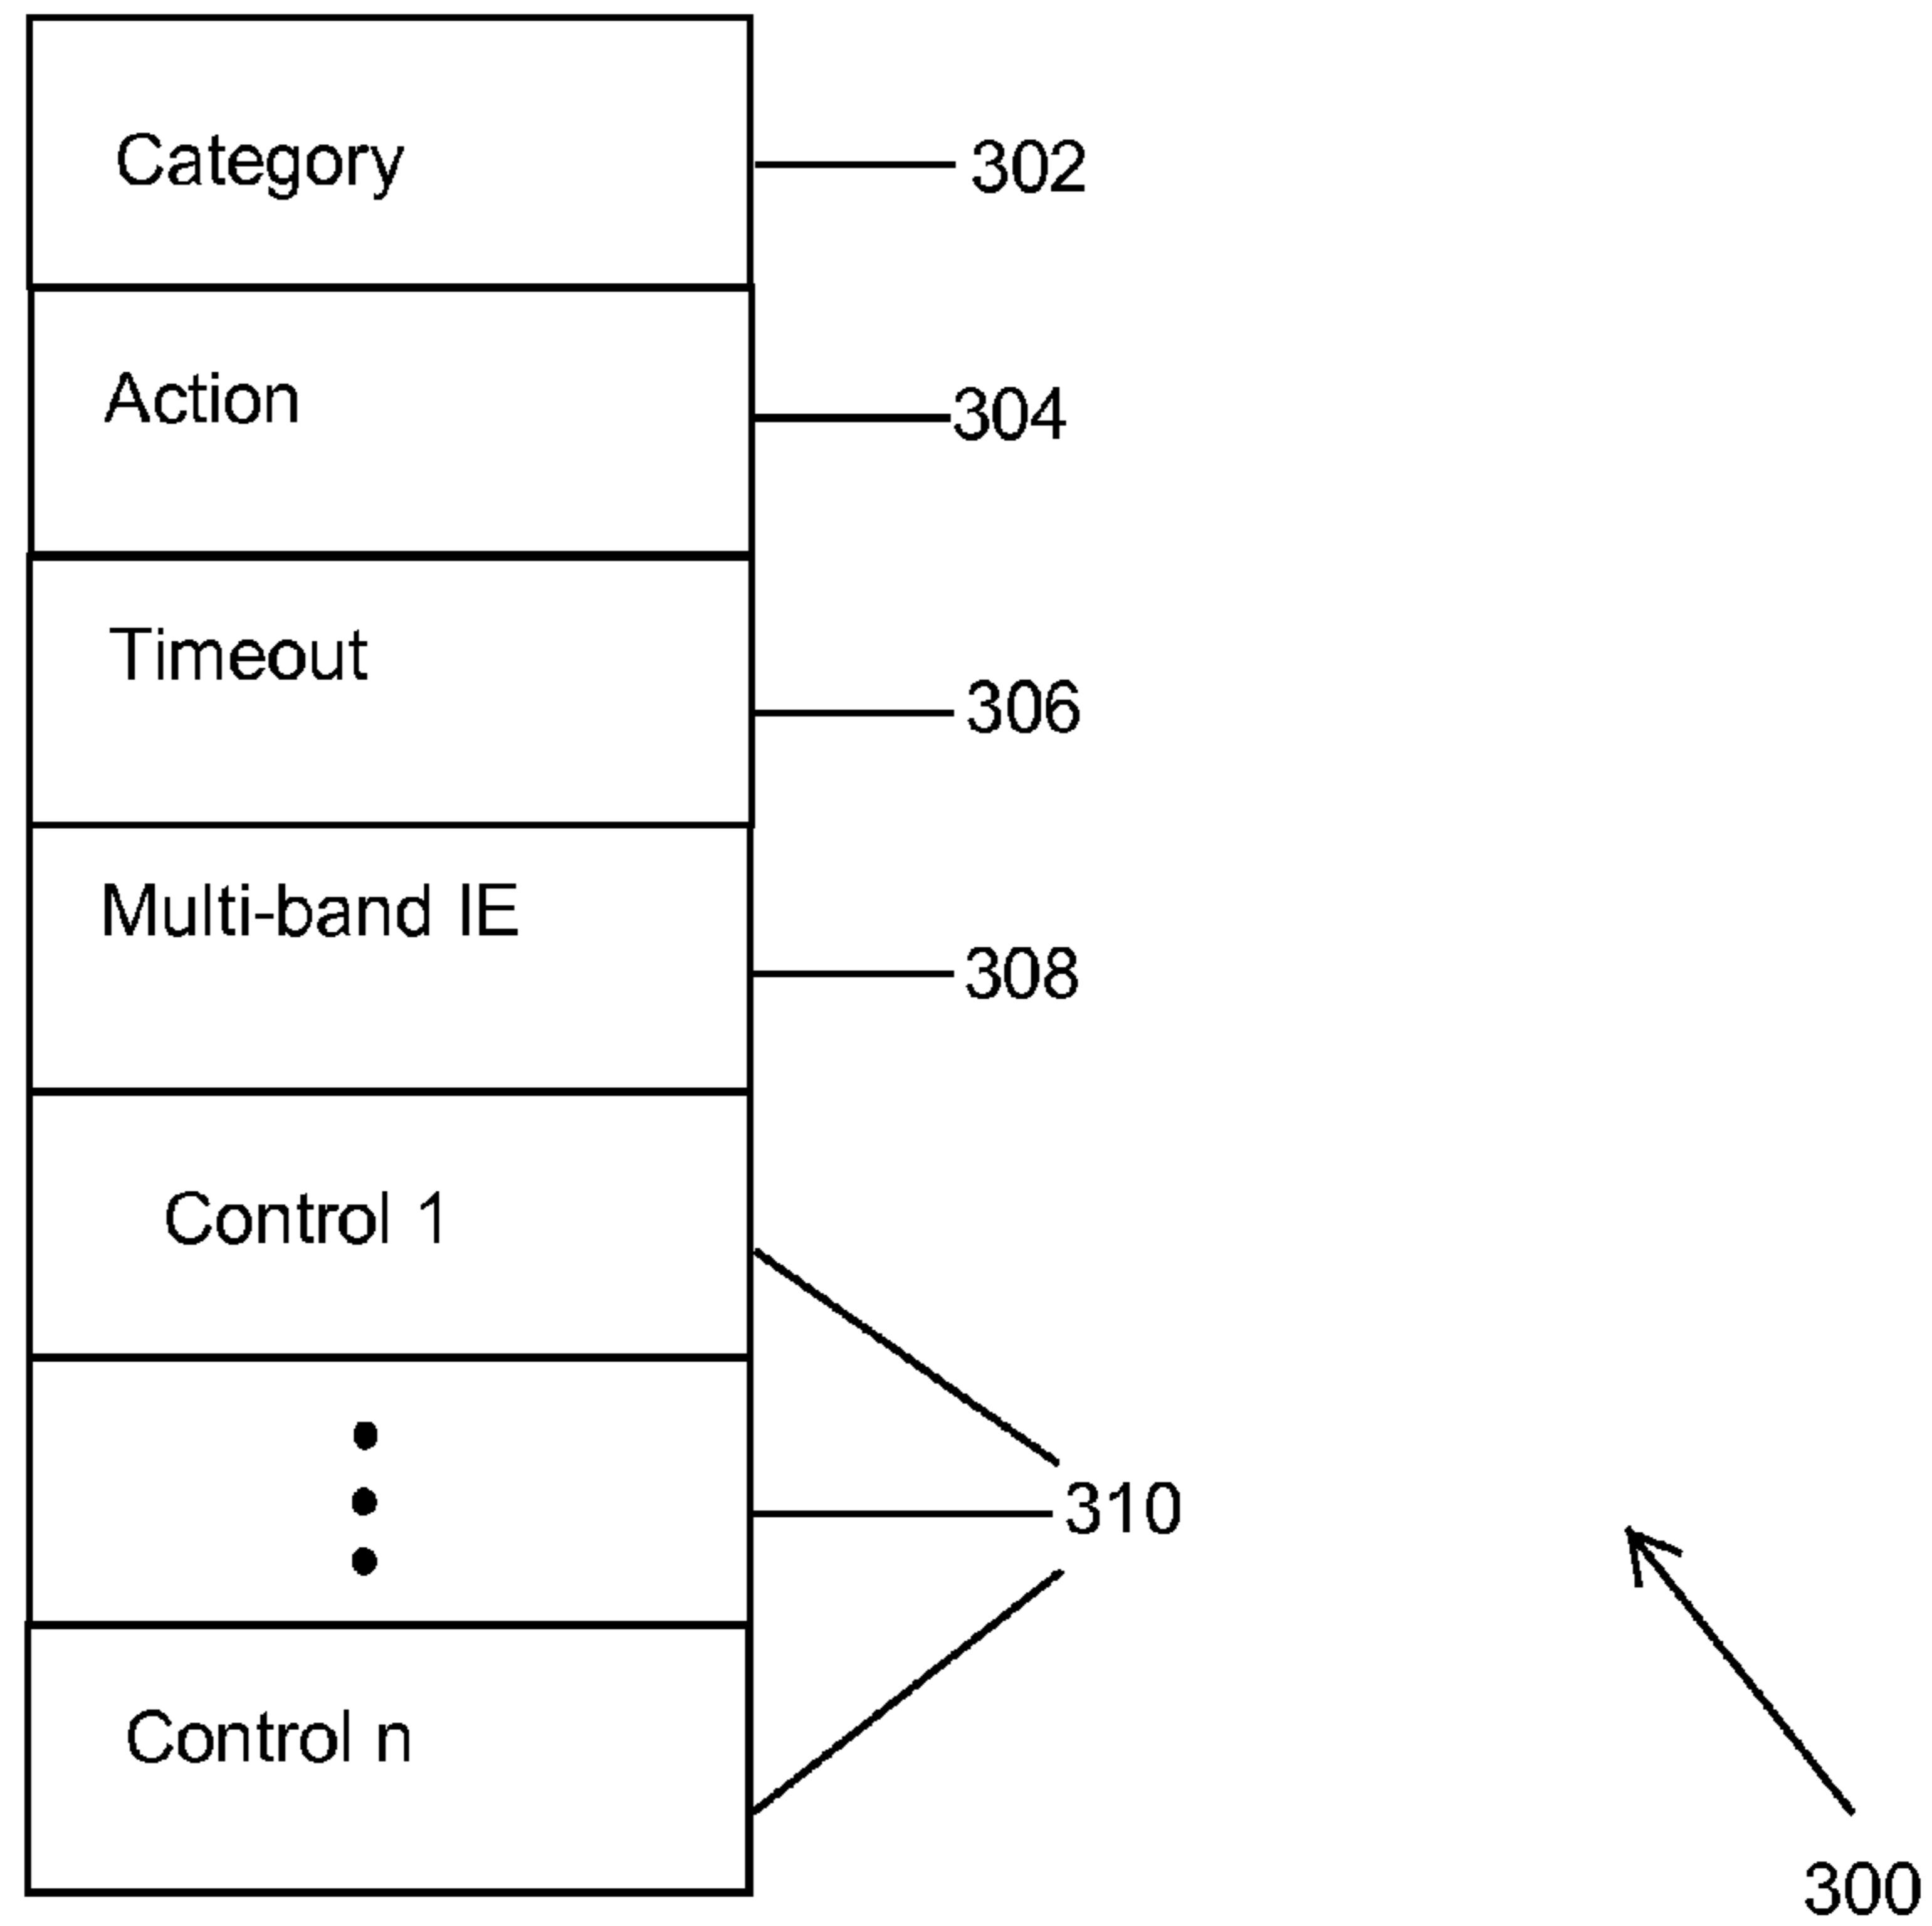 Category
302
Action
304
Timeout
306
Multi-band IE
308
Control 1
310
Control n
300